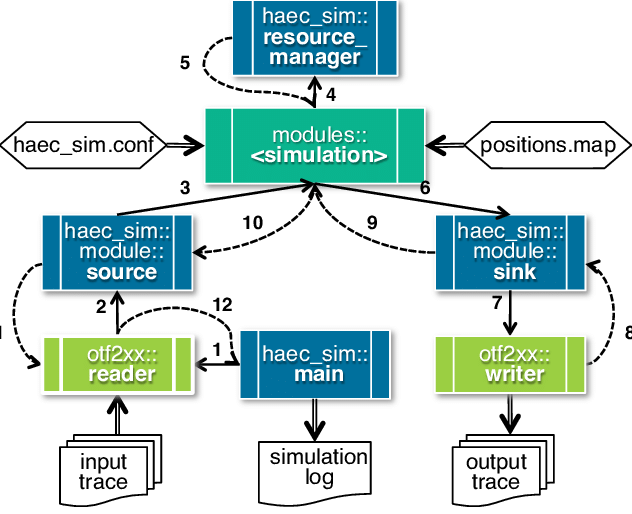 haec_sim::
resource_
manager
5
4
haec_sim.conf
modules::
<simulation>
positions.map
3
6
10
9
haec_sim::
module::
source
haec_sim::
module::
sink
2
12
7
8
1
otf2xx::
reader
haec_sim::
main
otf2xx::
writer
input
trace
simulation
log
output
trace